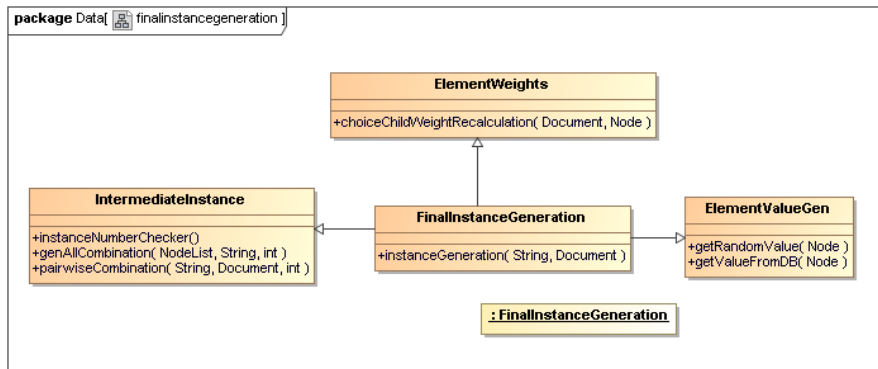 package Data[ finalinstancegeneration ]
ElementWeights
+choiceChildWeightRecalculation( Document, Node )
IntermediateInstance
+instanceNumberChecker()
+genAllCombination( NodeList, String, int )
+pairwiseCombination( String, Document, int )
FinalInstanceGeneration
+instanceGeneration( String, Document )
ElementValueGen
+getRandomValue( Node )
+getValueFromDB( Node )
: FinalInstanceGeneration